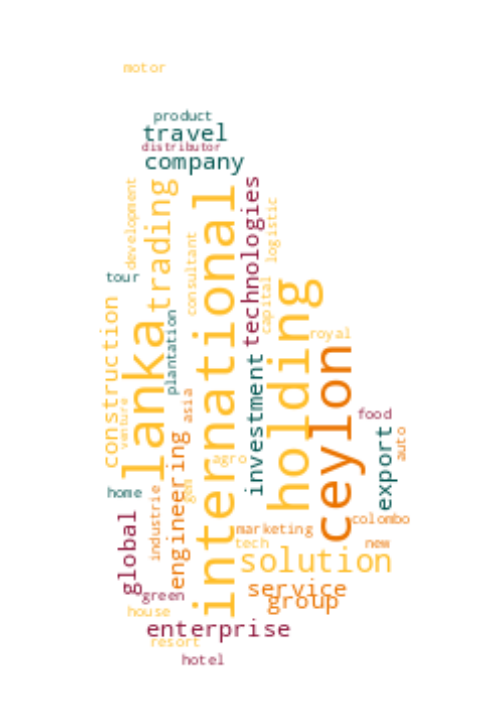 motor
product
travel
distributor
company
development
trading
international
technologies
logistic
consultant
tour
capital
holding
construction
lanka
plantation
royal
investment
ceylon
venture
asia
food
export
auto
engineering
agro
gem
home
industrie
global
colombo
marketing
tech
new
solution
green
service
group
house
enterprise
resort
hotel